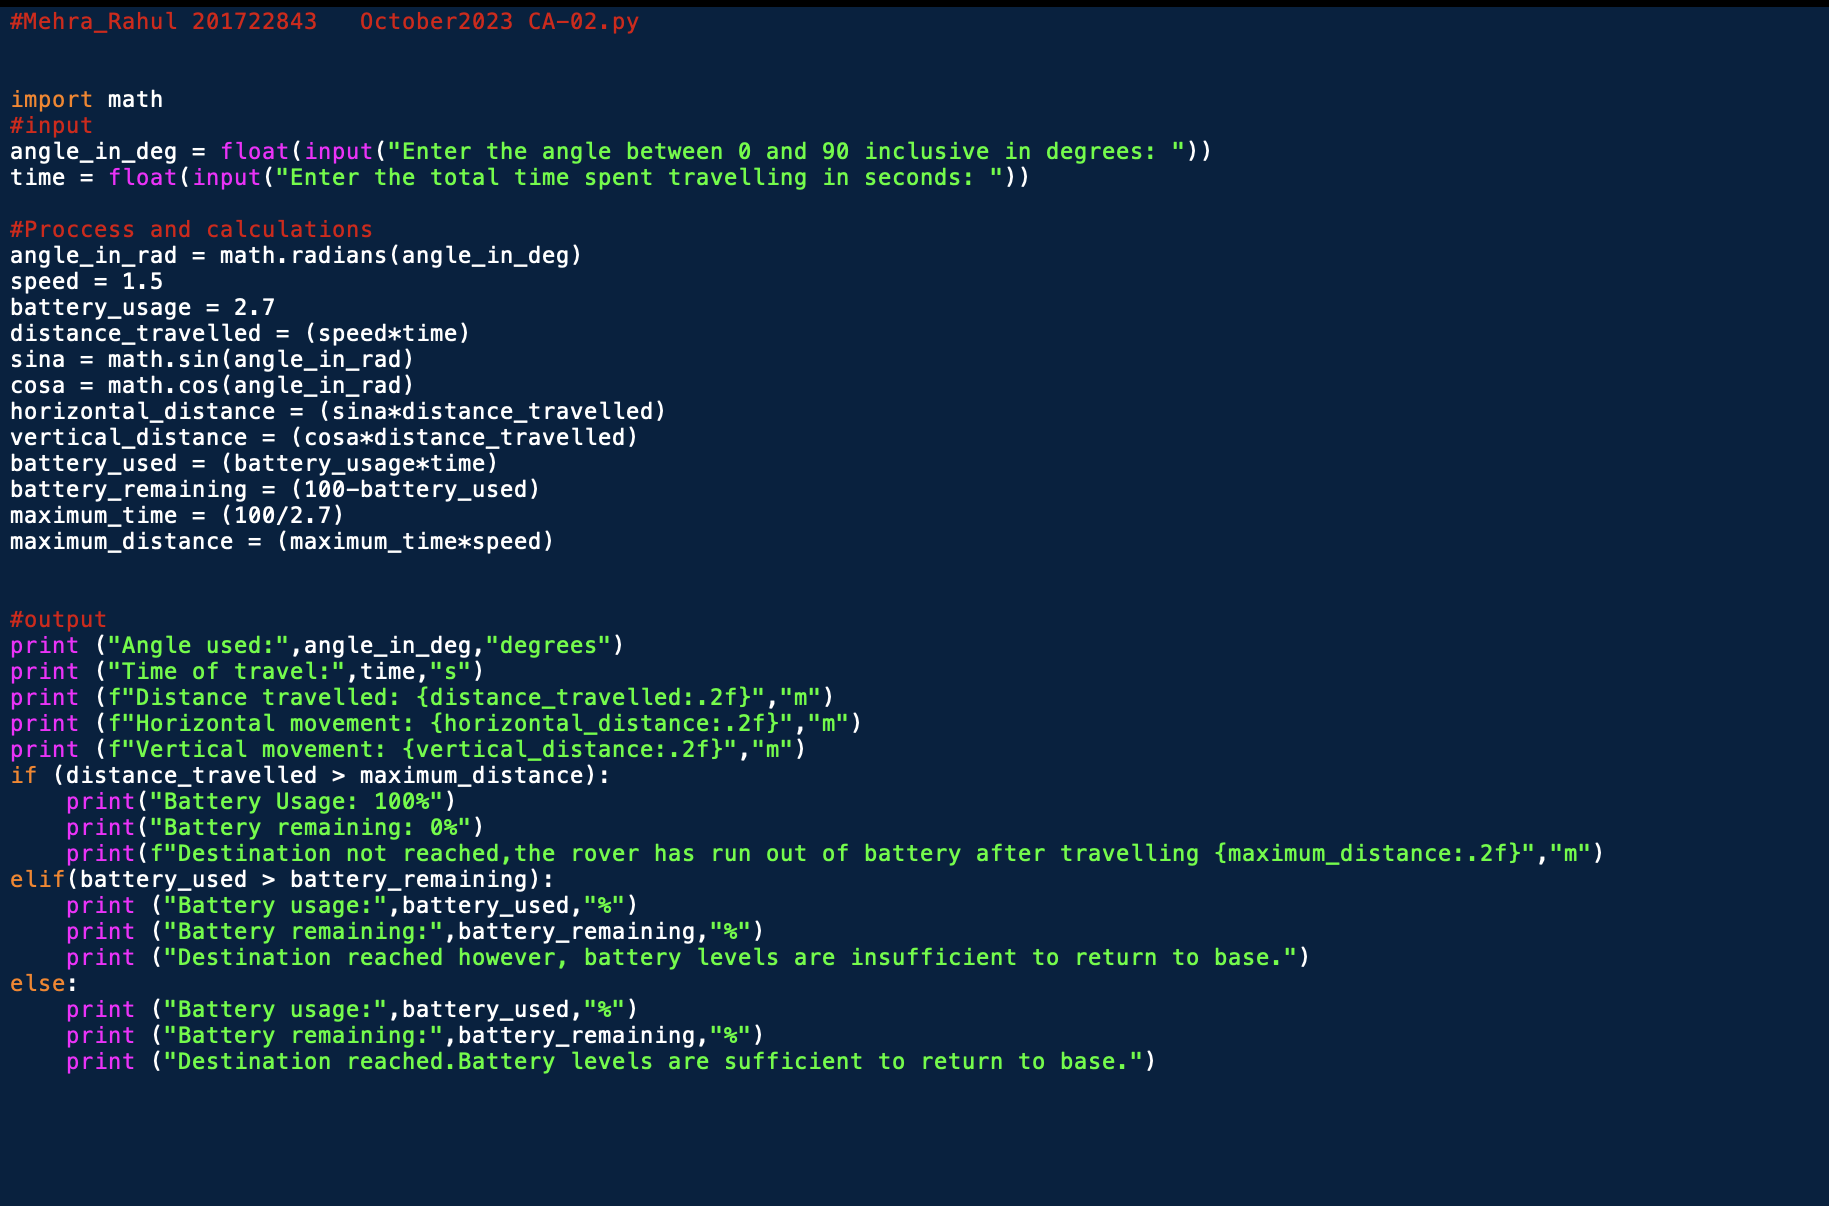 #Mehra_Rahul 201722843   October2023 CA-02.py
import math
#input
angle_in_deg = float(input("Enter the angle between 0 and 90 inclusive in degrees: "))
time = float(input("Enter the total time spent travelling in seconds: "))
#Proccess and calculations
angle_in_rad = math.radians(angle_in_deg)
speed = 1.5
battery_usage = 2.7
distance_travelled = (speed*time)
sina = math.sin(angle_in_rad)
cosa = math.cos(angle_in_rad)
horizontal_distance = (sina*distance_travelled)
vertical_distance = (cosa*distance_travelled)
battery_used = (battery_usage*time)
battery_remaining = (100-battery_used)
maximum_time = (100/2.7)
maximum_distance = (maximum_time*speed)
#output
print ("Angle used:",angle_in_deg,"degrees")
print ("Time of travel:",time,"s")
print (f"Distance travelled: {distance_travelled:.2f}","m")
print (f"Horizontal movement: {horizontal_distance:.2f}","m")
print (f"Vertical movement: {vertical_distance:.2f}","m")
if (distance_travelled > maximum_distance):
    print("Battery Usage: 100%")
    print("Battery remaining: 0%")
    print(f"Destination not reached,the rover has run out of battery after travelling {maximum_distance:.2f}","m")
elif(battery_used > battery_remaining):
    print ("Battery usage:",battery_used,"%")
    print ("Battery remaining:",battery_remaining,"%")
    print ("Destination reached however, battery levels are insufficient to return to base.")
else:
    print ("Battery usage:",battery_used,"%")
    print ("Battery remaining:",battery_remaining,"%")
    print ("Destination reached.Battery levels are sufficient to return to base.")